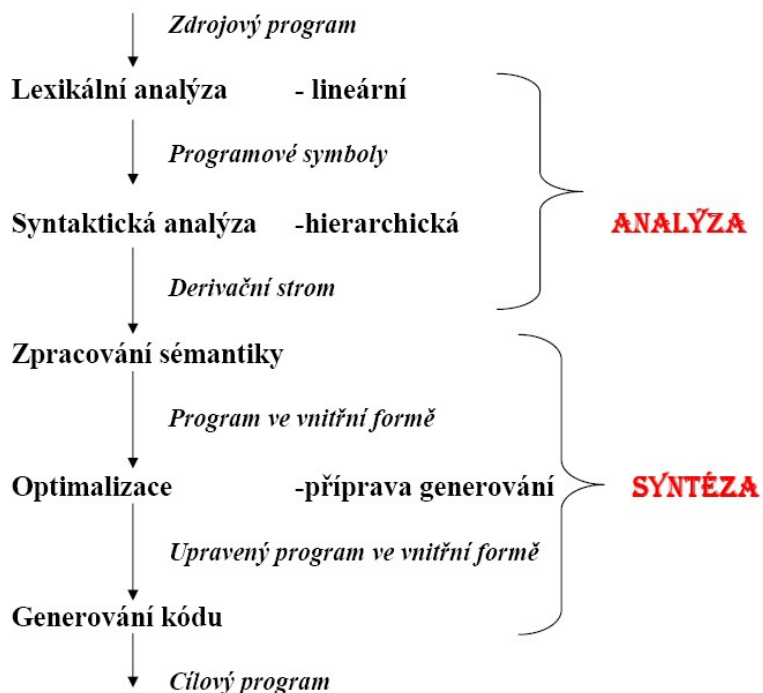 Zdrojový program
Lexikální analýza - lineární
Programové symboly
Syntaktická analýza -hierarchická
ANALÝZA
Derivační strom
Zpracování sémantiky
Program ve vnitřní formě
Optimalizace -příprava generování
SYNTÉZA
Upravený program ve vnitřní formě
Generování kódu
Cílový program